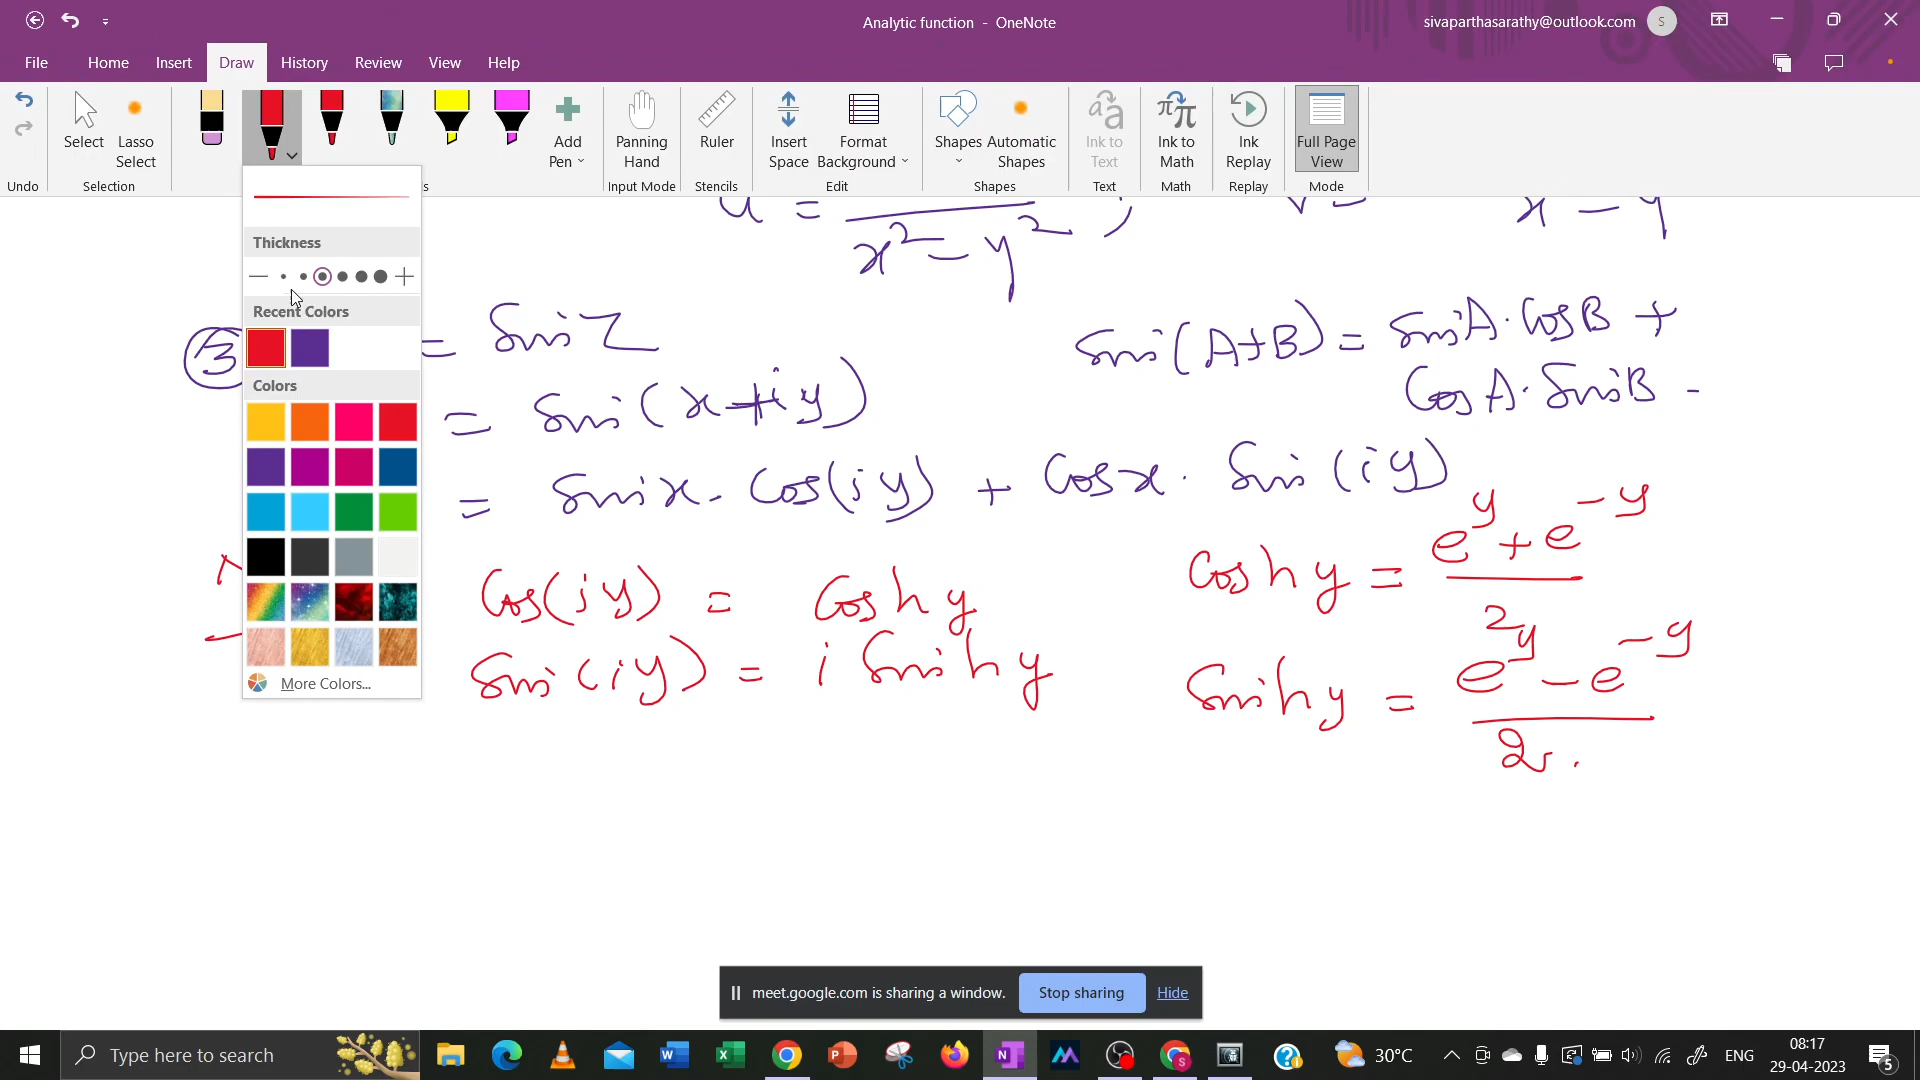 Analytic function - OneNote
sivaparthasarathy@outlook.com S
File Home Insert Draw History Review View Help
Select Lasso Select Add Pen Panning Hand Ruler Insert Space Format Background Shapes Automatic Shapes Ink to Text Ink to Math Ink Replay Full Page View
Undo Selection Input Mode Stencils Edit Shapes Text Math Replay Mode
u = / x² - y² ; v = x - y
Thickness
Recent Colors
Colors
More Colors...
③ = Sin Z
Sin(A+B) = SinA·CosB +
CosA·SinB -
= Sin(x+iy)
= Sin x · Cos(iy) + Cos x · Sin(iy)
Cos(iy) = Cosh y
Cosh y = e^y + e^-y / 2
Sin(iy) = i Sinh y
Sinh y = e^y - e^-y / 2.
meet.google.com is sharing a window. Stop sharing Hide
Type here to search
30°C ENG 08:17
29-04-2023 5